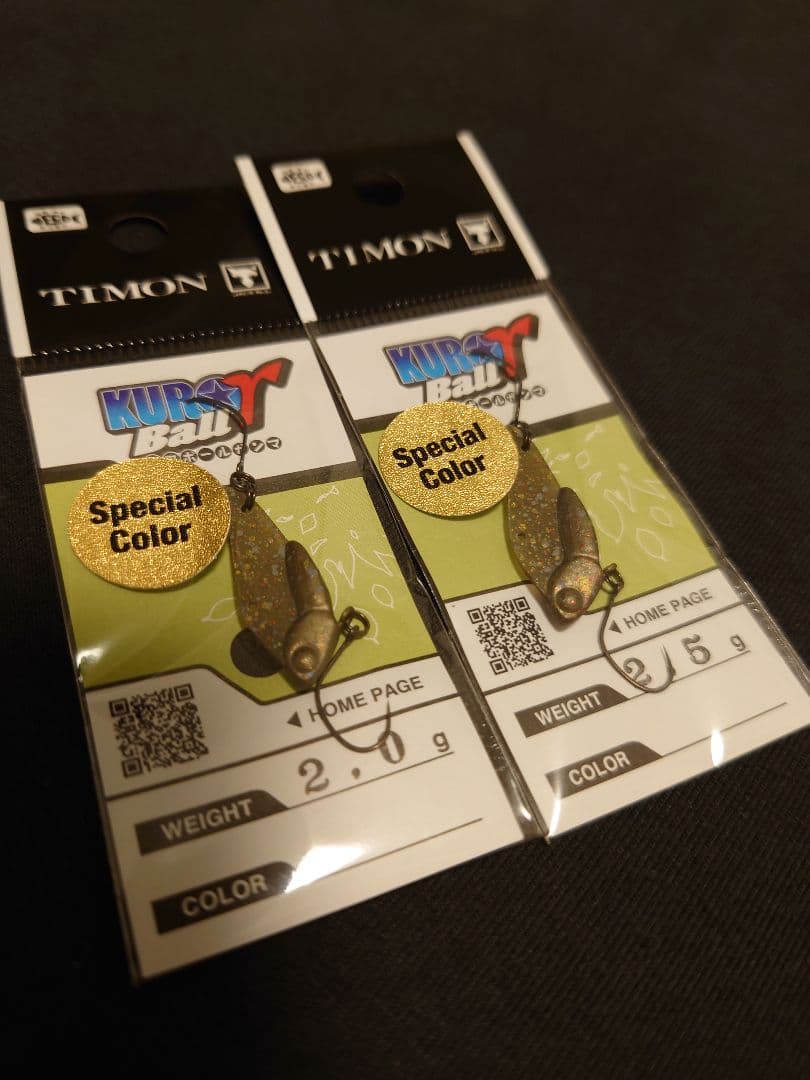 TIMON
KURO
Ball
Special
Color
HOME PAGE
2.0 g
WEIGHT
COLOR
TIMON
KURO
Ball
Special
Color
HOME PAGE
2.5 g
WEIGHT
COLOR